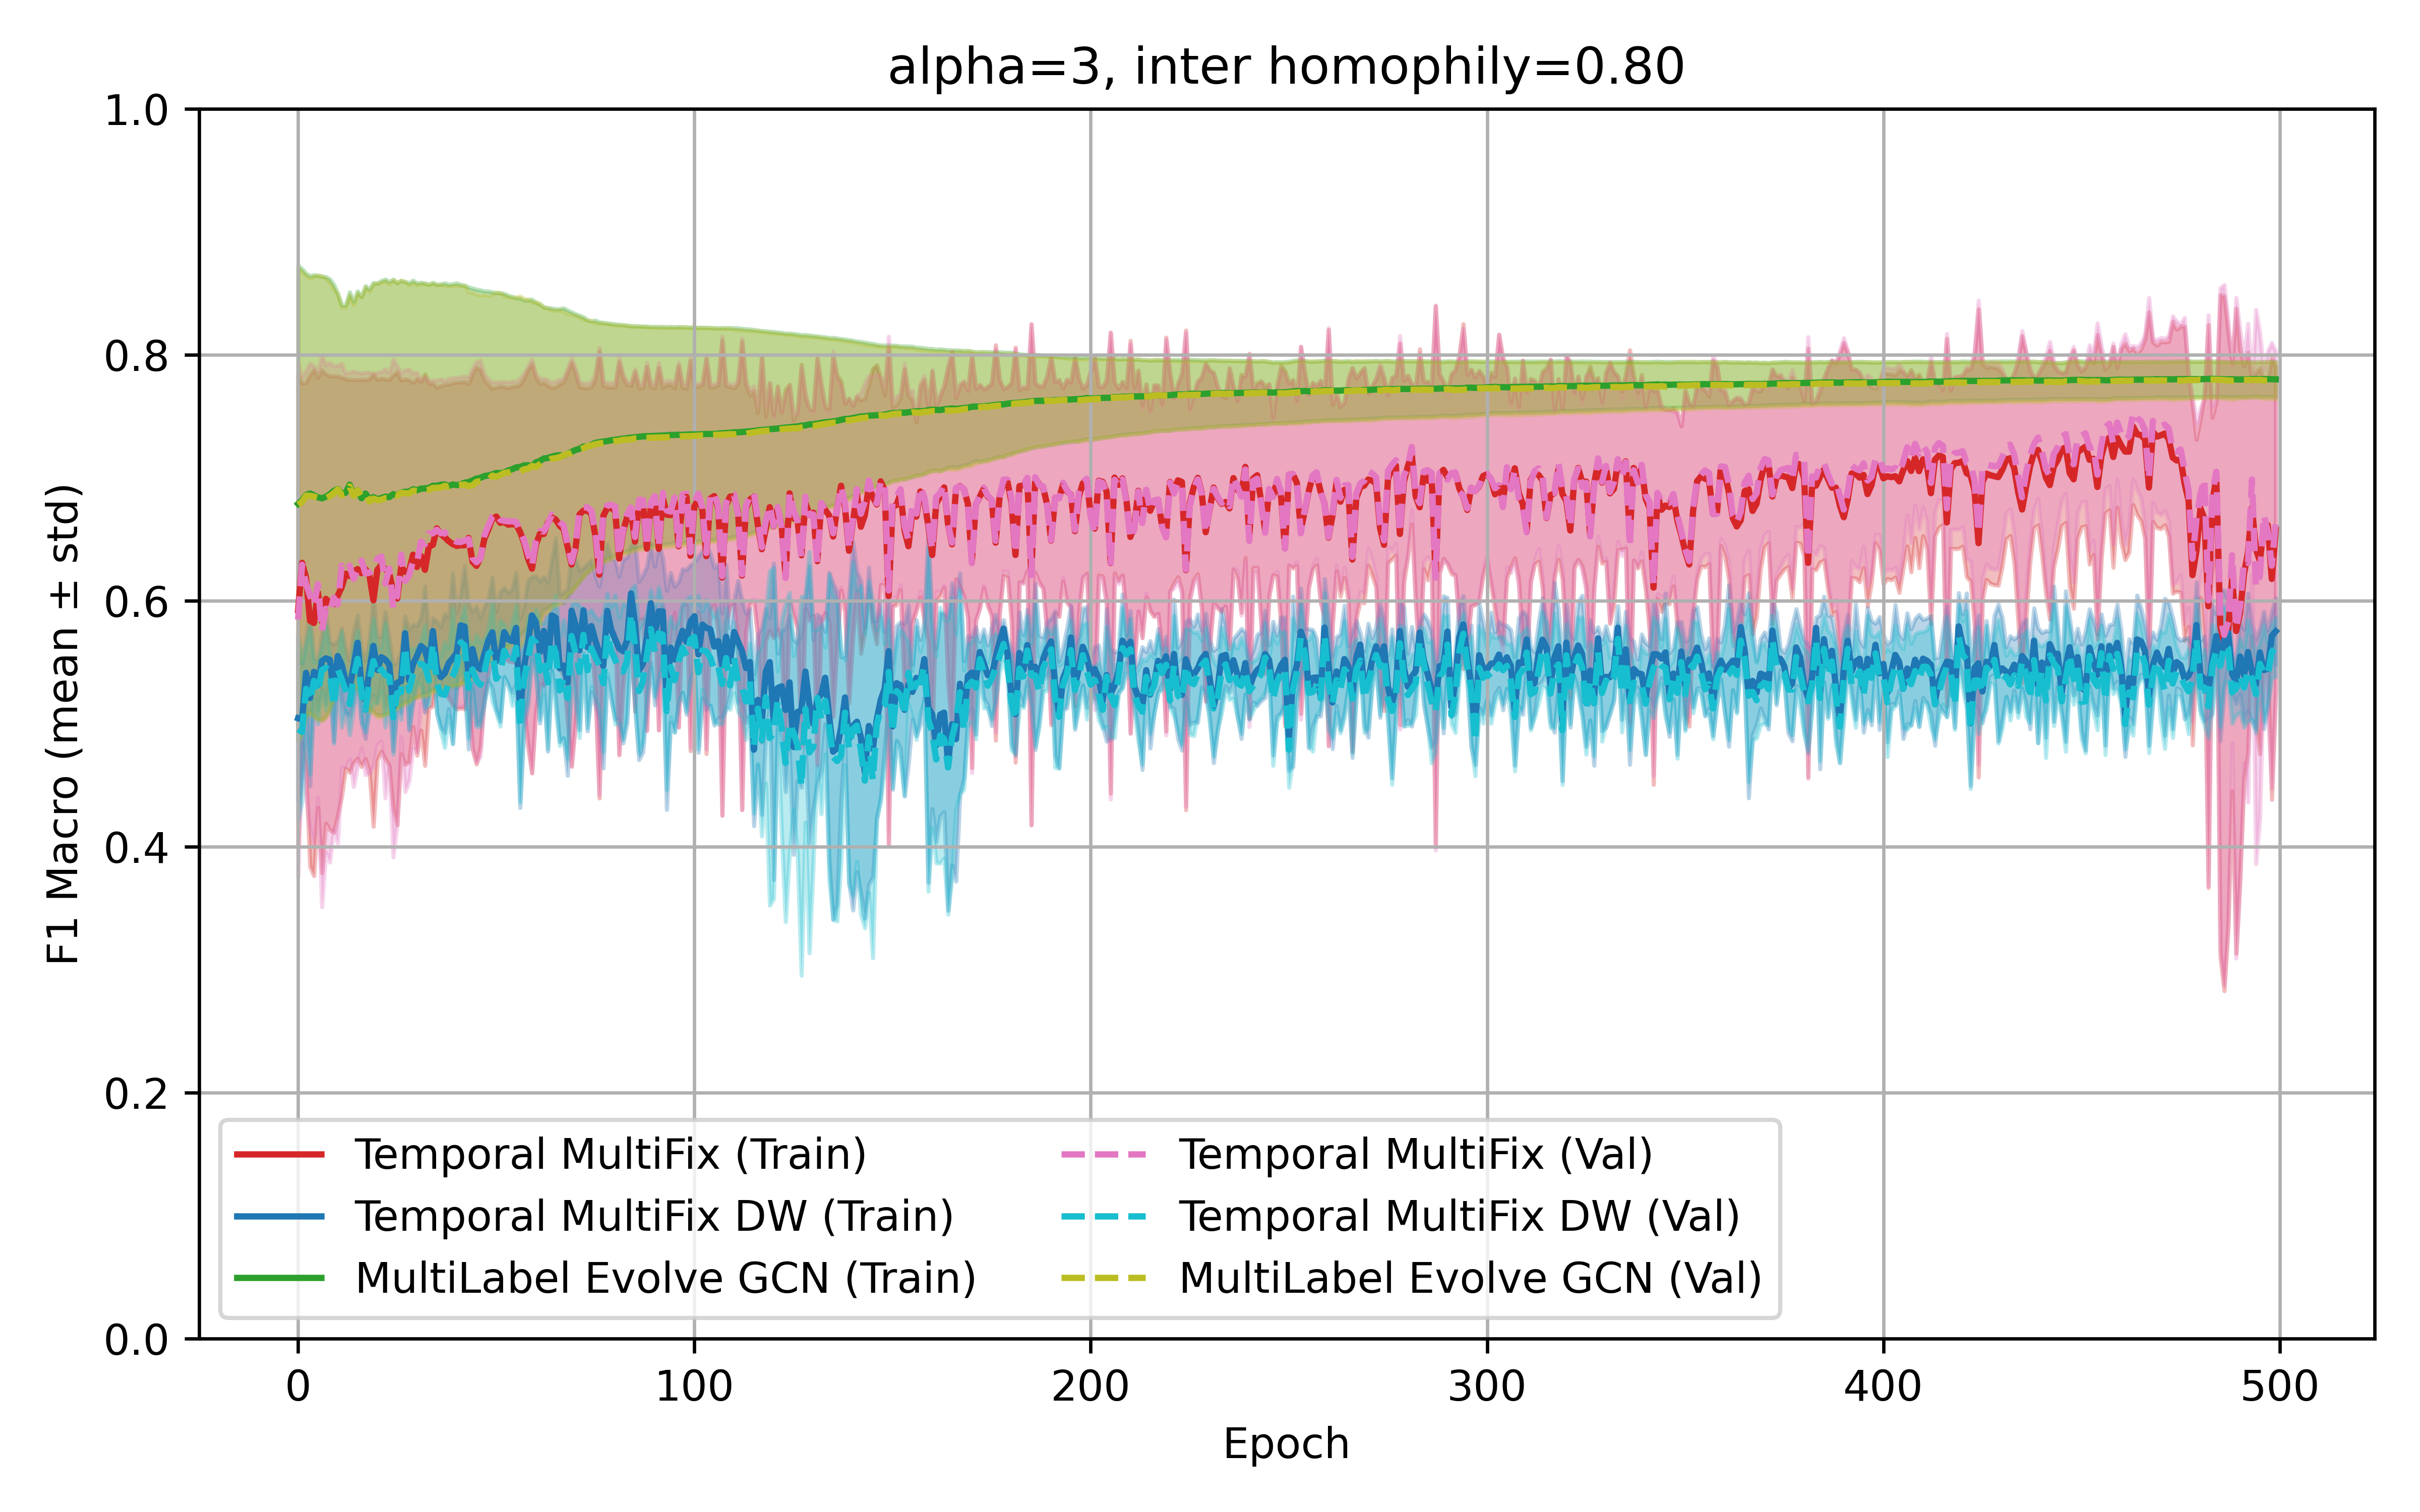 alpha=3, inter homophily=0.80
1.0
0.8
0.6
0.4
0.2
0.0
F1 Macro (mean ± std)
Temporal MultiFix (Train)
Temporal MultiFix DW (Train)
MultiLabel Evolve GCN (Train)
Temporal MultiFix (Val)
Temporal MultiFix DW (Val)
MultiLabel Evolve GCN (Val)
0 100 200 300 400 500
Epoch